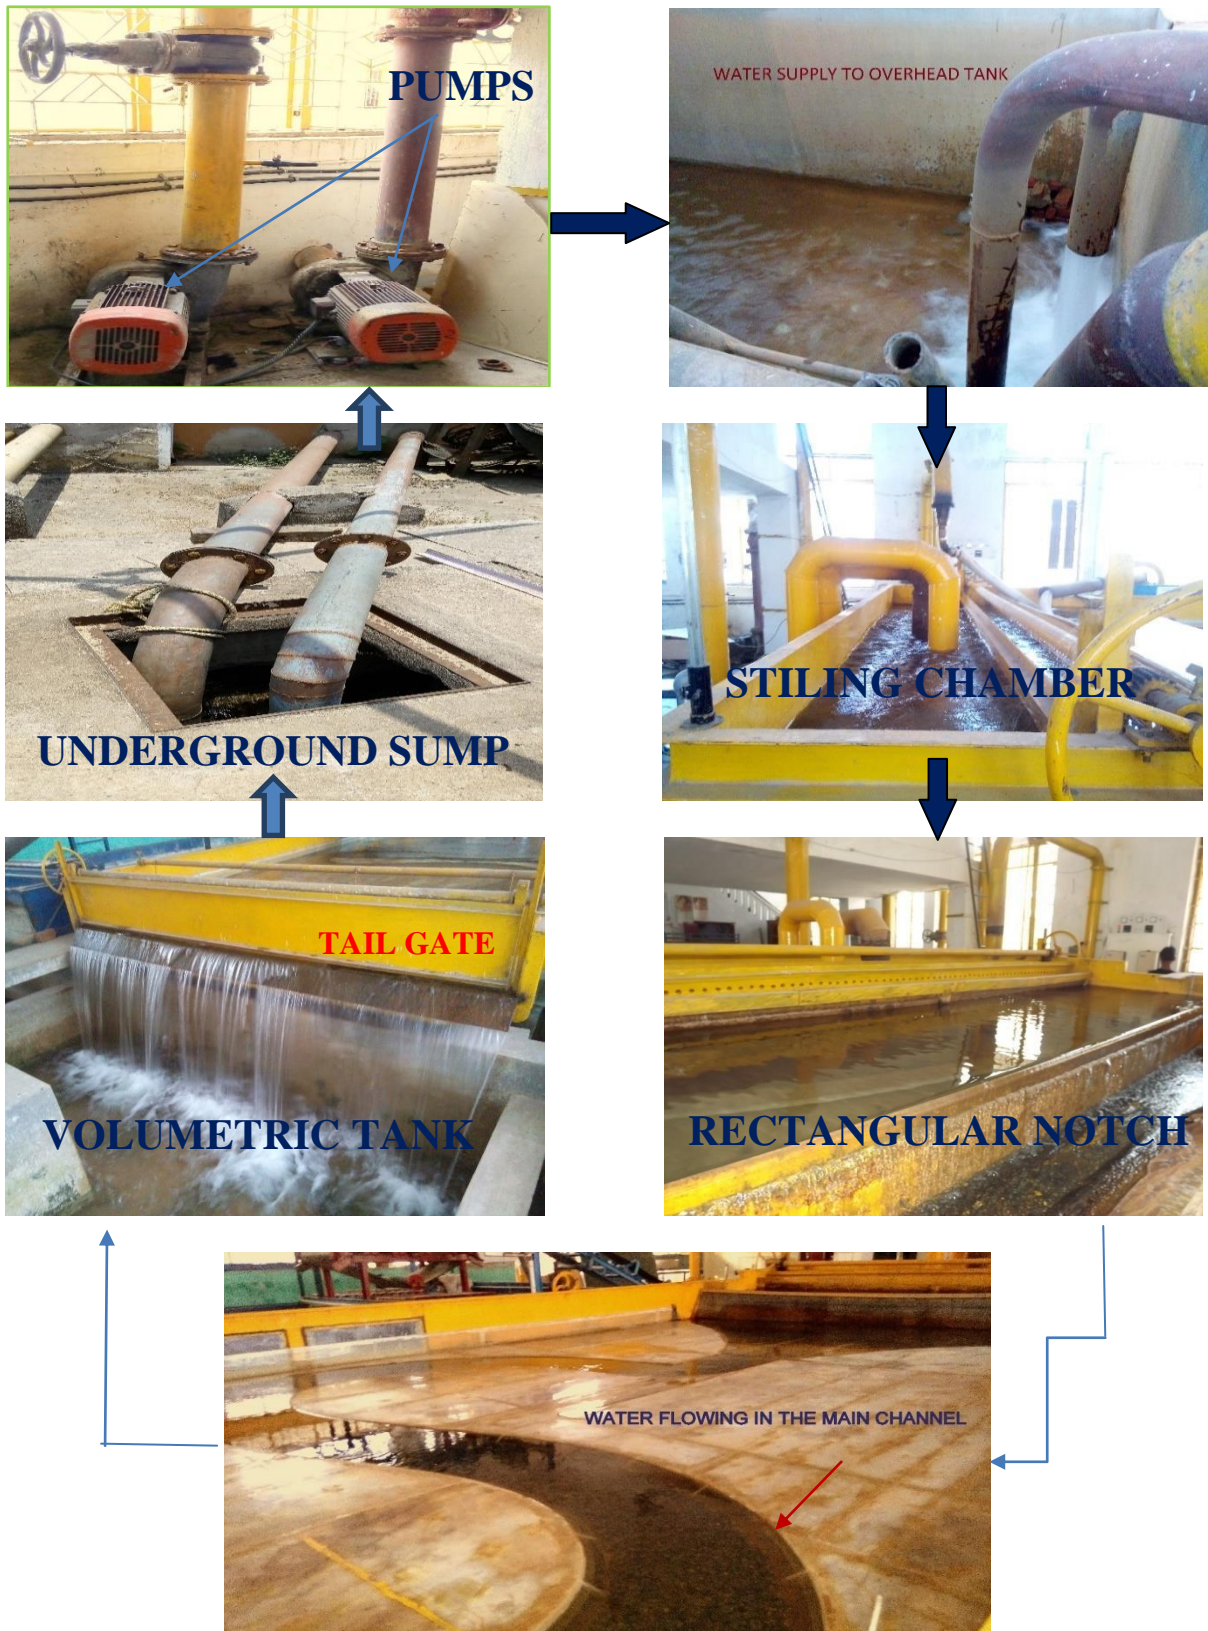 PUMPS
WATER SUPPLY TO OVERHEAD TANK
UNDERGROUND SUMP
STILING CHAMBER
TAIL GATE
VOLUMETRIC TANK
RECTANGULAR NOTCH
WATER FLOWING IN THE MAIN CHANNEL